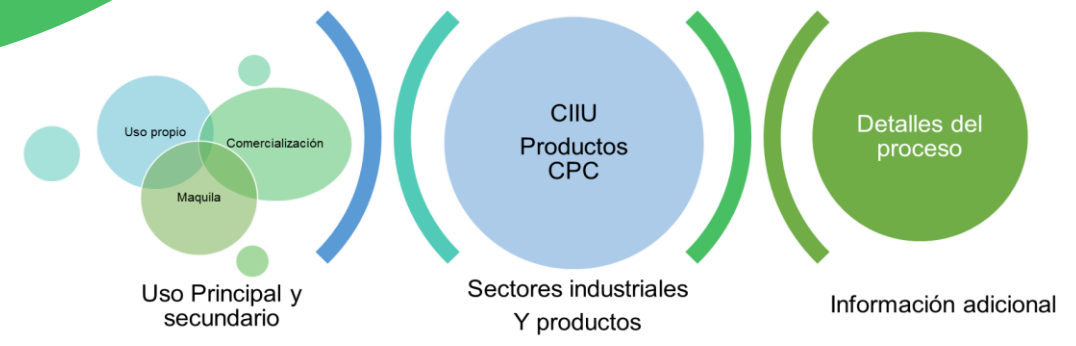 Uso propio
Comercialización
Maquila
Uso Principal y
secundario
CIIU
Productos
CPC
Sectores industriales
Y productos
Detalles del
proceso
Información adicional